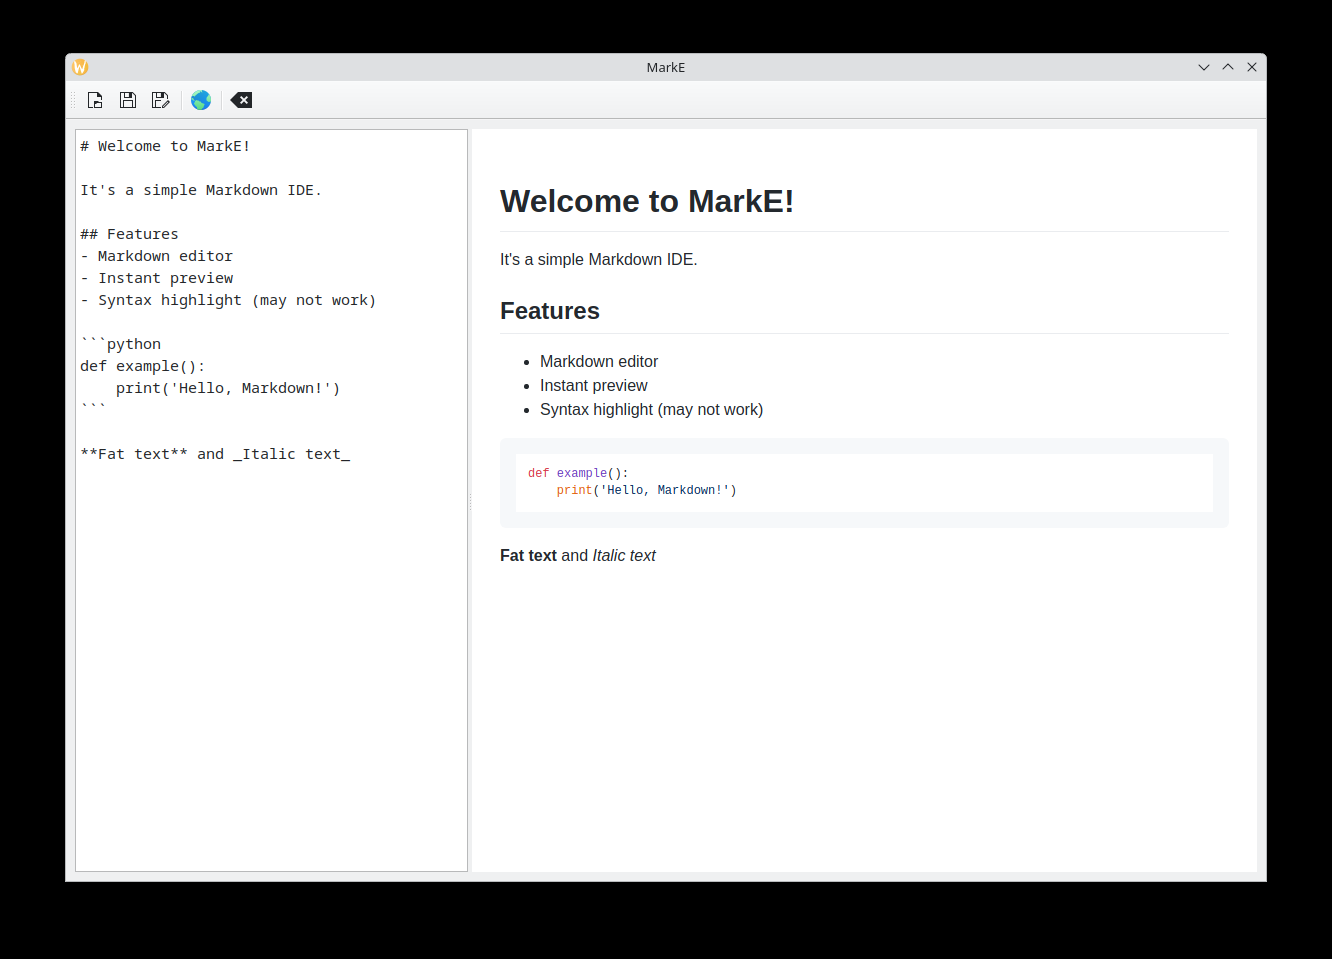 MarkE
# Welcome to MarkE!
It's a simple Markdown IDE.
## Features
- Markdown editor
- Instant preview
- Syntax highlight (may not work)
```python
def example():
    print('Hello, Markdown!')
```
**Fat text** and _Italic text_
Welcome to MarkE!
It's a simple Markdown IDE.
Features
• Markdown editor
• Instant preview
• Syntax highlight (may not work)
def example():
    print('Hello, Markdown!')
Fat text and Italic text